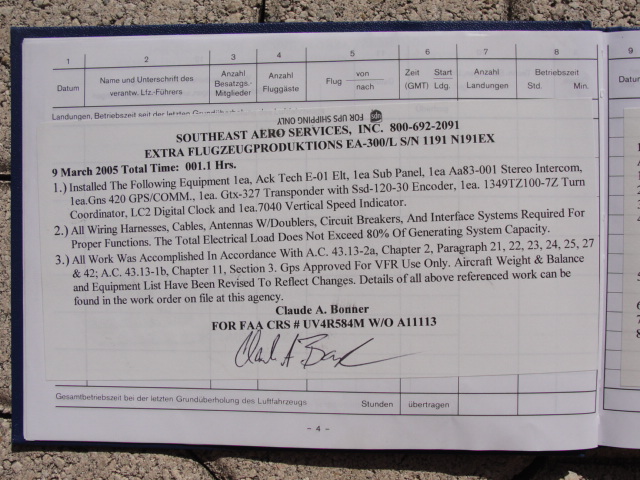 1 2 3 4 5 6 7 8 9
Datum Name und Unterschrift des verantw. Lfz.-Führers Anzahl Besatzgs.- Mitglieder Anzahl Fluggäste Flug von nach Zeit Start (GMT) Ldg. Anzahl Landungen Betriebszeit Std. Min.
Landungen, Betriebszeit seit der letzten
ups FOR UPS SHIPPING ONLY
SOUTHEAST AERO SERVICES, INC. 800-692-2091
EXTRA FLUGZEUGPRODUKTIONS EA-300/L S/N 1191 N191EX
9 March 2005 Total Time: 001.1 Hrs.
1.) Installed The Following Equipment 1ea, Ack Tech E-01 Elt, 1ea Sub Panel, 1ea Aa83-001 Stereo Intercom,
1ea.Gns 420 GPS/COMM., 1ea. Gtx-327 Transponder with Ssd-120-30 Encoder, 1ea. 1349TZ100-7Z Turn
Coordinator, LC2 Digital Clock and 1ea.7040 Vertical Speed Indicator.
2.) All Wiring Harnesses, Cables, Antennas W/Doublers, Circuit Breakers, And Interface Systems Required For
Proper Functions. The Total Electrical Load Does Not Exceed 80% Of Generating System Capacity.
3.) All Work Was Accomplished In Accordance With A.C. 43.13-2a, Chapter 2, Paragraph 21, 22, 23, 24, 25, 27
& 42; A.C. 43.13-1b, Chapter 11, Section 3. Gps Approved For VFR Use Only. Aircraft Weight & Balance
and Equipment List Have Been Revised To Reflect Changes. Details of all above referenced work can be
found in the work order on file at this agency.
Claude A. Bonner
FOR FAA CRS # UV4R584M W/O A11113
Gesamtbetriebszeit bei der letzten Grundüberholung des Luftfahrzeugs Stunden übertragen
- 4 -